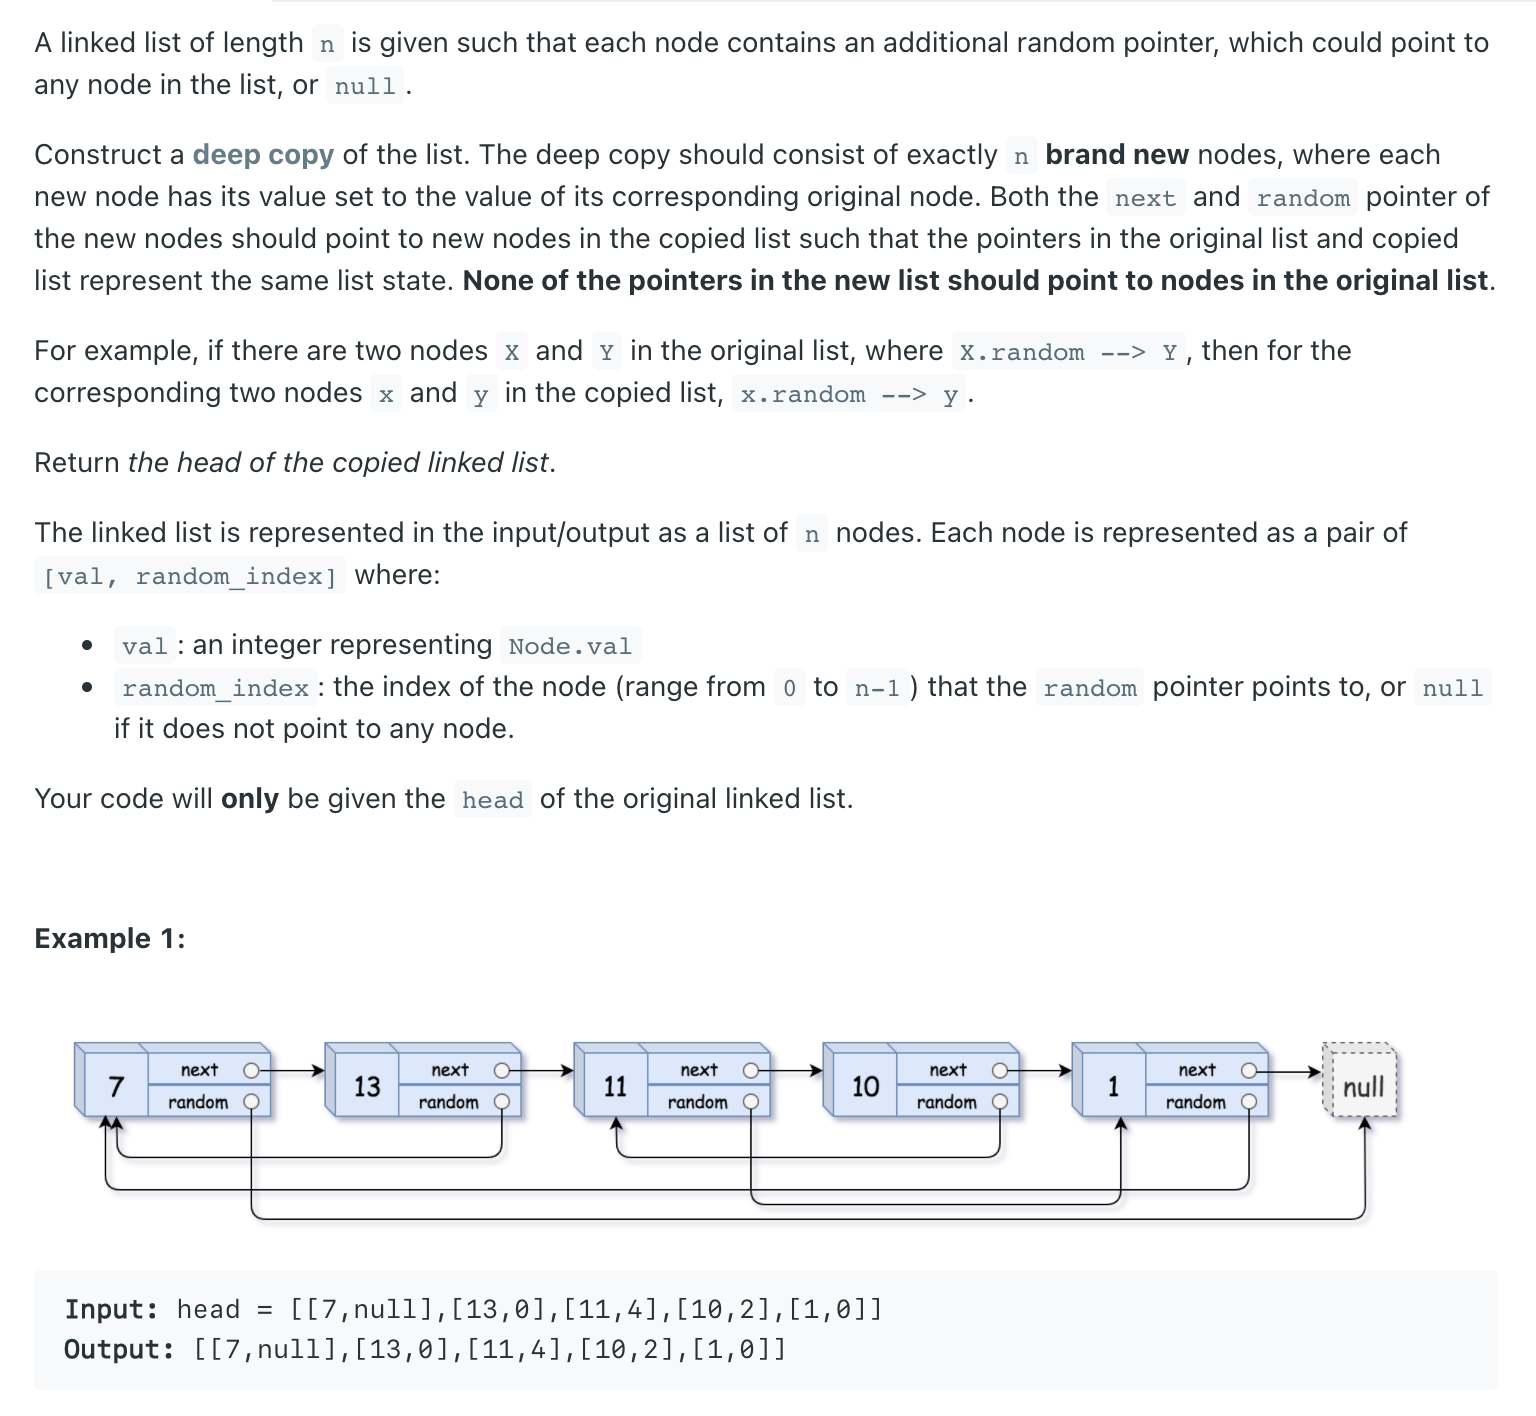 A linked list of length n is given such that each node contains an additional random pointer, which could point to
any node in the list, or null.
Construct a deep copy of the list. The deep copy should consist of exactly n brand new nodes, where each
new node has its value set to the value of its corresponding original node. Both the next and random pointer of
the new nodes should point to new nodes in the copied list such that the pointers in the original list and copied
list represent the same list state. None of the pointers in the new list should point to nodes in the original list.
For example, if there are two nodes X and Y in the original list, where X.random --> Y, then for the
corresponding two nodes x and y in the copied list, x.random --> y.
Return the head of the copied linked list.
The linked list is represented in the input/output as a list of n nodes. Each node is represented as a pair of
[val, random_index] where:
• val: an integer representing Node.val
• random_index: the index of the node (range from 0 to n-1) that the random pointer points to, or null
if it does not point to any node.
Your code will only be given the head of the original linked list.
Example 1:
7 next random 13 next random 11 next random 10 next random 1 next random null
Input: head = [[7,null],[13,0],[11,4],[10,2],[1,0]]
Output: [[7,null],[13,0],[11,4],[10,2],[1,0]]